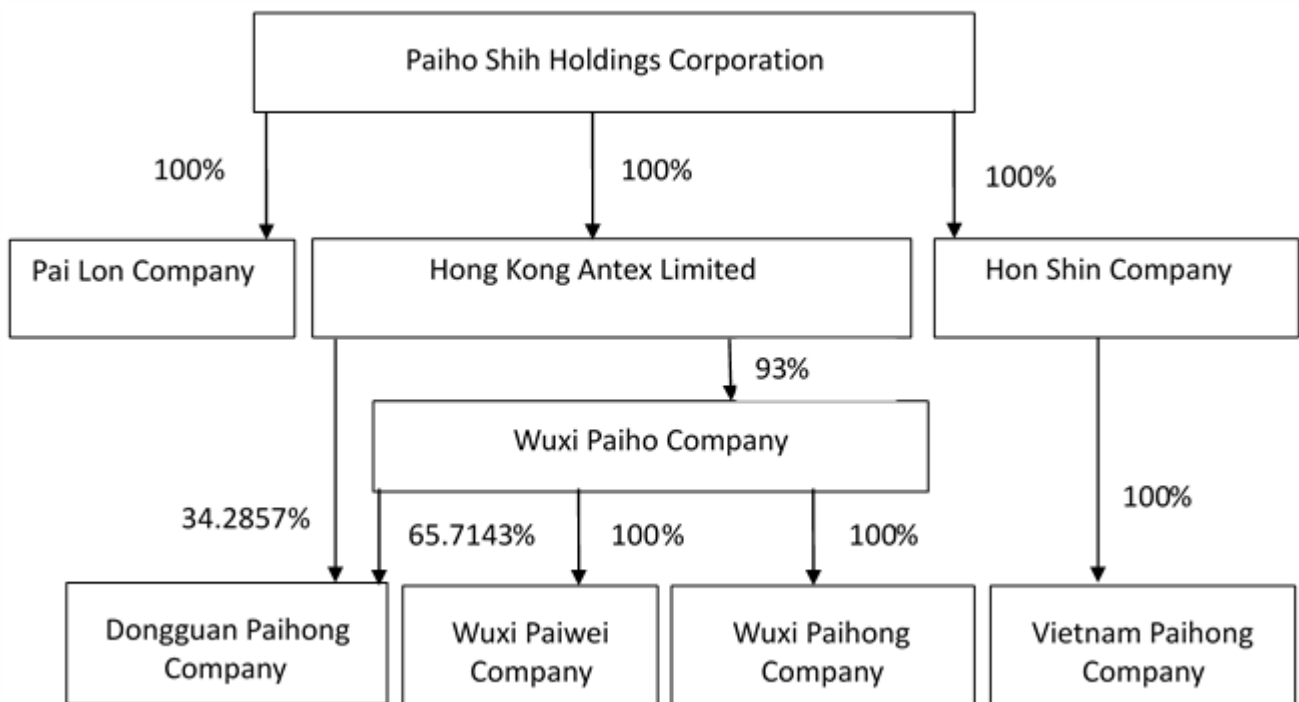 Paiho Shih Holdings Corporation
100%
100%
100%
Pai Lon Company
Hong Kong Antex Limited
Hon Shin Company
93%
Wuxi Paiho Company
34.2857%
65.7143%
100%
100%
100%
Dongguan Paihong
Company
Wuxi Paiwei
Company
Wuxi Paihong
Company
Vietnam Paihong
Company